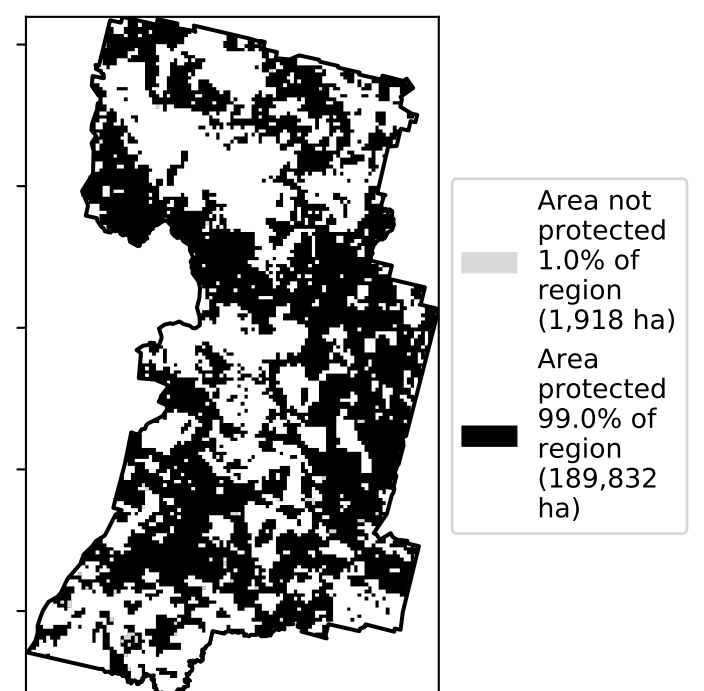 Area not
protected
1.0% of
region
(1,918 ha)
Area
protected
99.0% of
region
(189,832
ha)